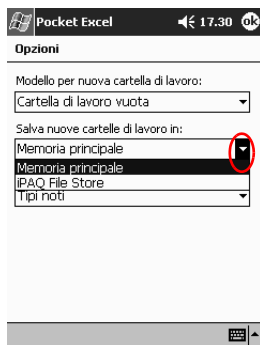 Pocket Excel 17.30 ok
Opzioni
Modello per nuova cartella di lavoro:
Cartella di lavoro vuota
Salva nuove cartelle di lavoro in:
Memoria principale
Memoria principale
iPAQ File Store
Tipi noti